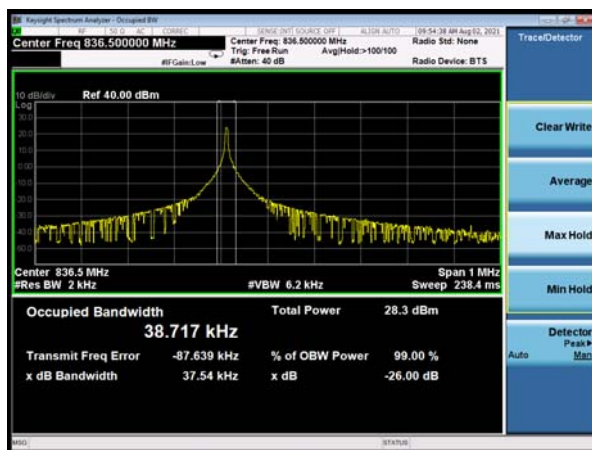 Keysight Spectrum Analyzer - Occupied BW
RF 50 Ω AC CORREC SENSE:INT SOURCE OFF ALIGN AUTO 09:54:38 AM Aug 02, 2021
Center Freq 836.500000 MHz
Center Freq: 836.500000 MHz
Radio Std: None
Trig: Free Run Avg|Hold:>100/100
#IFGain:Low #Atten: 40 dB Radio Device: BTS
10 dB/div Ref 40.00 dBm
Log
30.0
20.0
10.0
0.00
10.0
20.0
30.0
40.0
50.0
Center 836.5 MHz Span 1 MHz
#Res BW 2 kHz #VBW 6.2 kHz Sweep 238.4 ms
Occupied Bandwidth Total Power 28.3 dBm
38.717 kHz
Transmit Freq Error -87.639 kHz % of OBW Power 99.00 %
x dB Bandwidth 37.54 kHz x dB -26.00 dB
MSG STATUS
Trace/Detector
Clear Write
Average
Max Hold
Min Hold
Detector
Peak▶
Auto Man